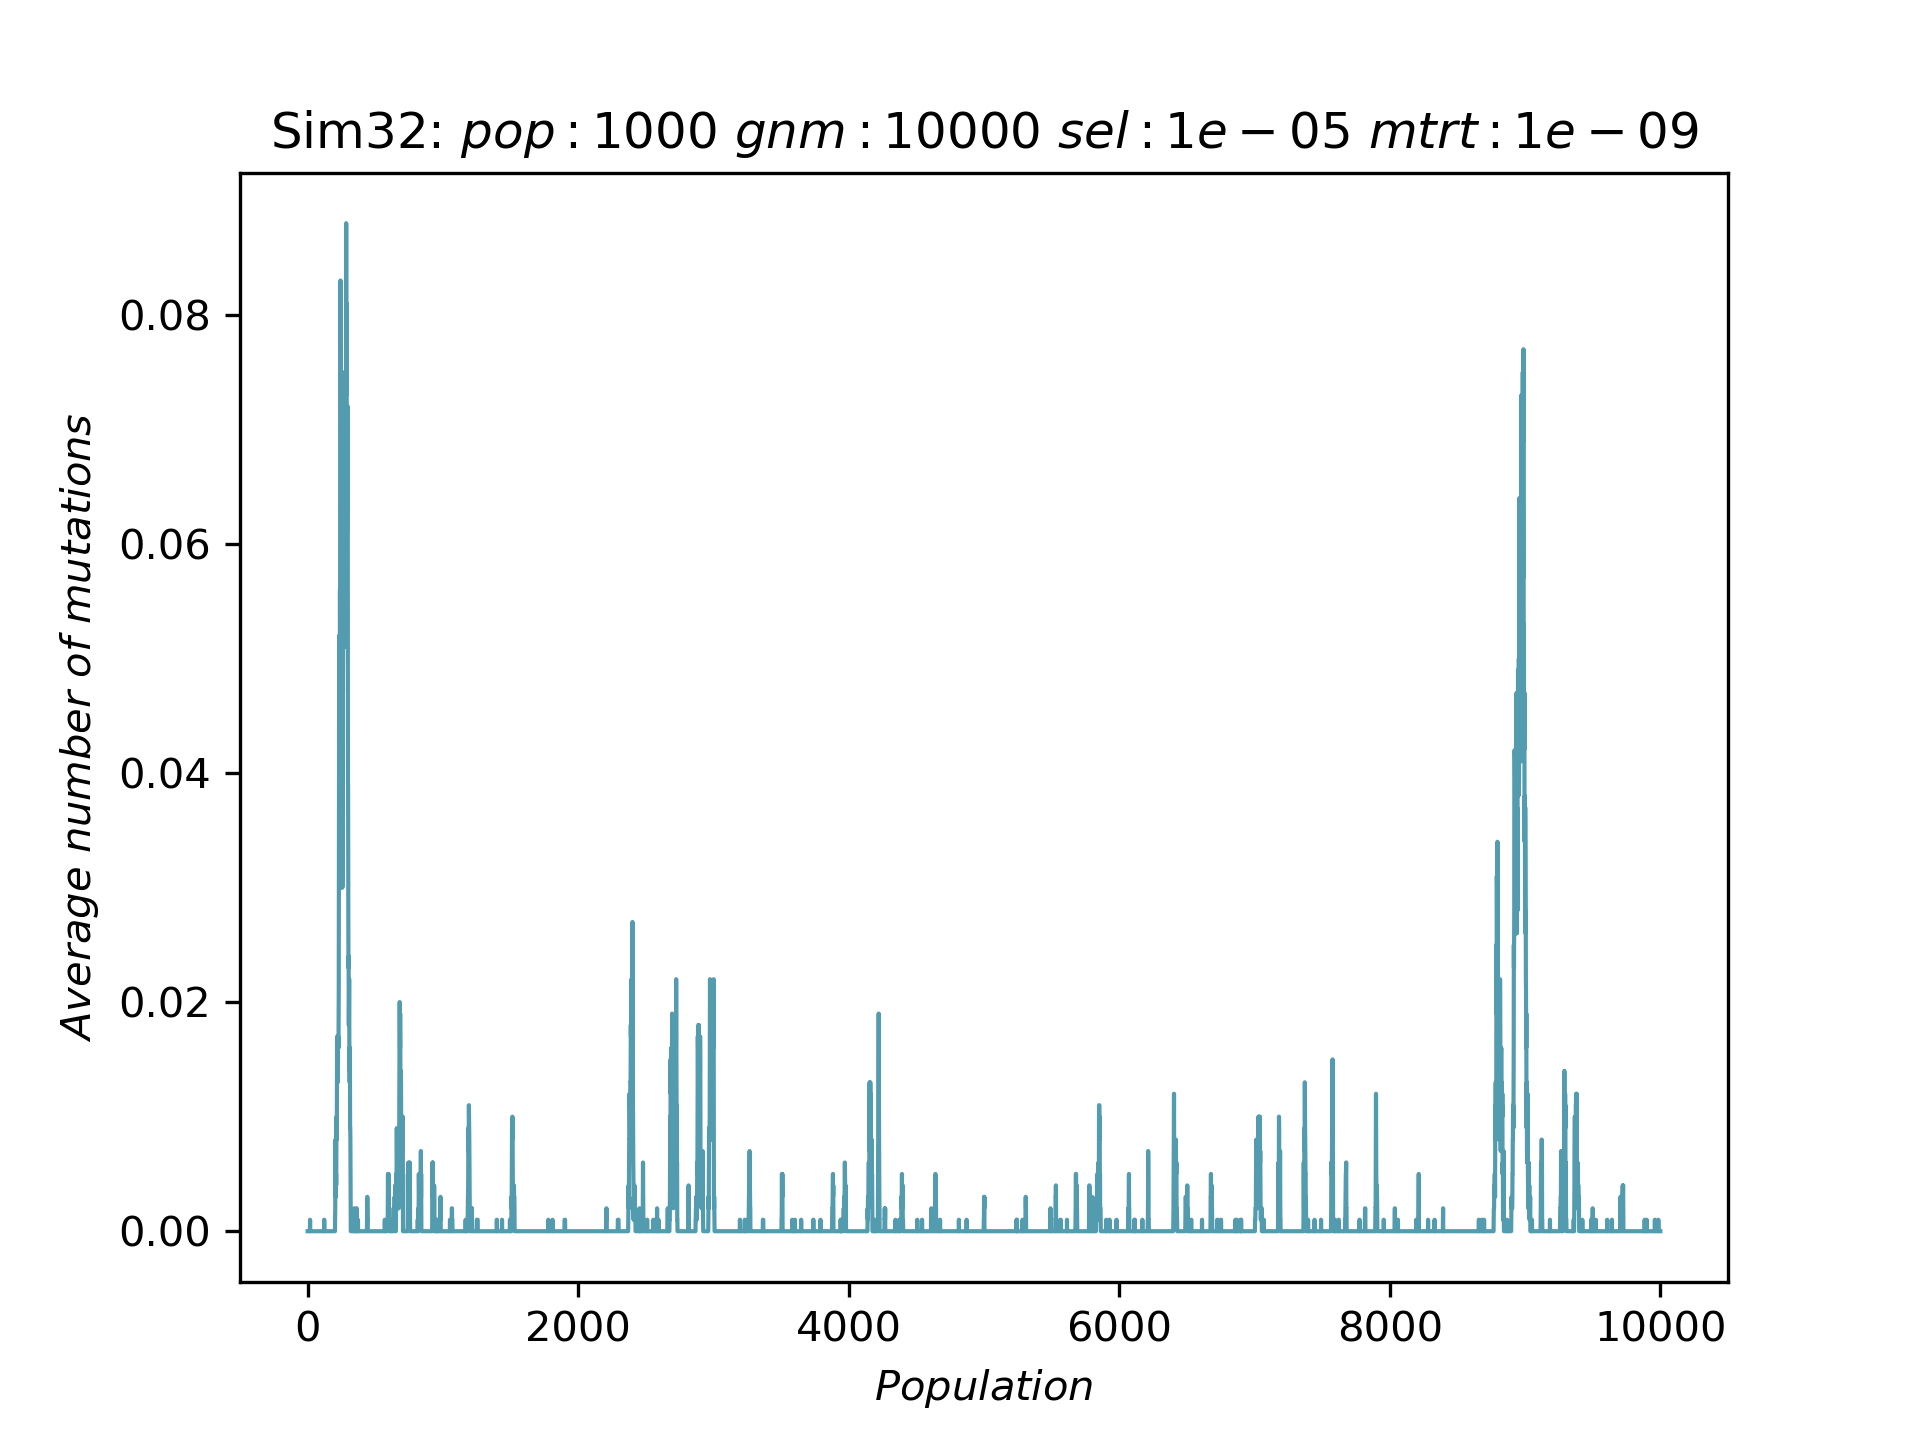 Sim32: pop : 1000 gnm : 10000 sel : 1e − 05 mtrt : 1e − 09
Average number of mutations
0.08
0.06
0.04
0.02
0.00
0 2000 4000 6000 8000 10000
Population